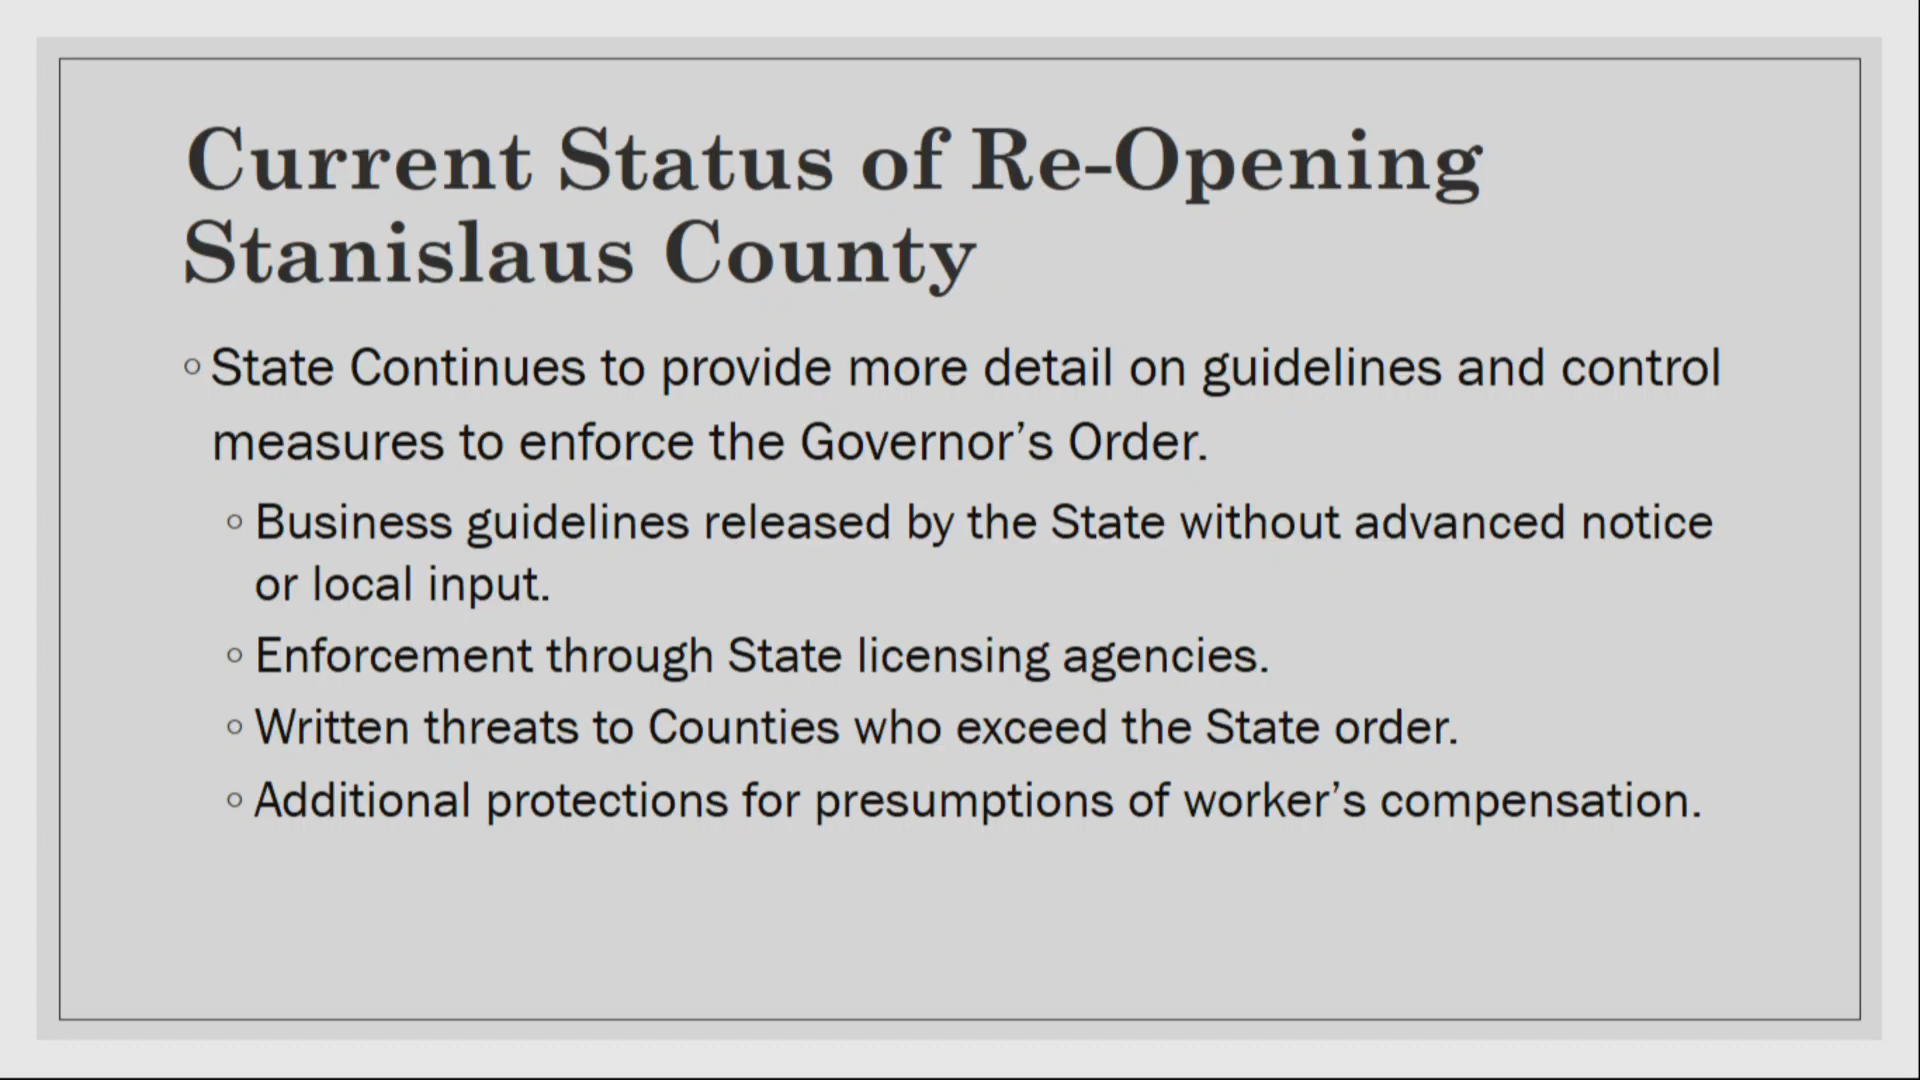 Current Status of Re-Opening
Stanislaus County
◦ State Continues to provide more detail on guidelines and control
measures to enforce the Governor’s Order.
◦ Business guidelines released by the State without advanced notice
or local input.
◦ Enforcement through State licensing agencies.
◦ Written threats to Counties who exceed the State order.
◦ Additional protections for presumptions of worker’s compensation.